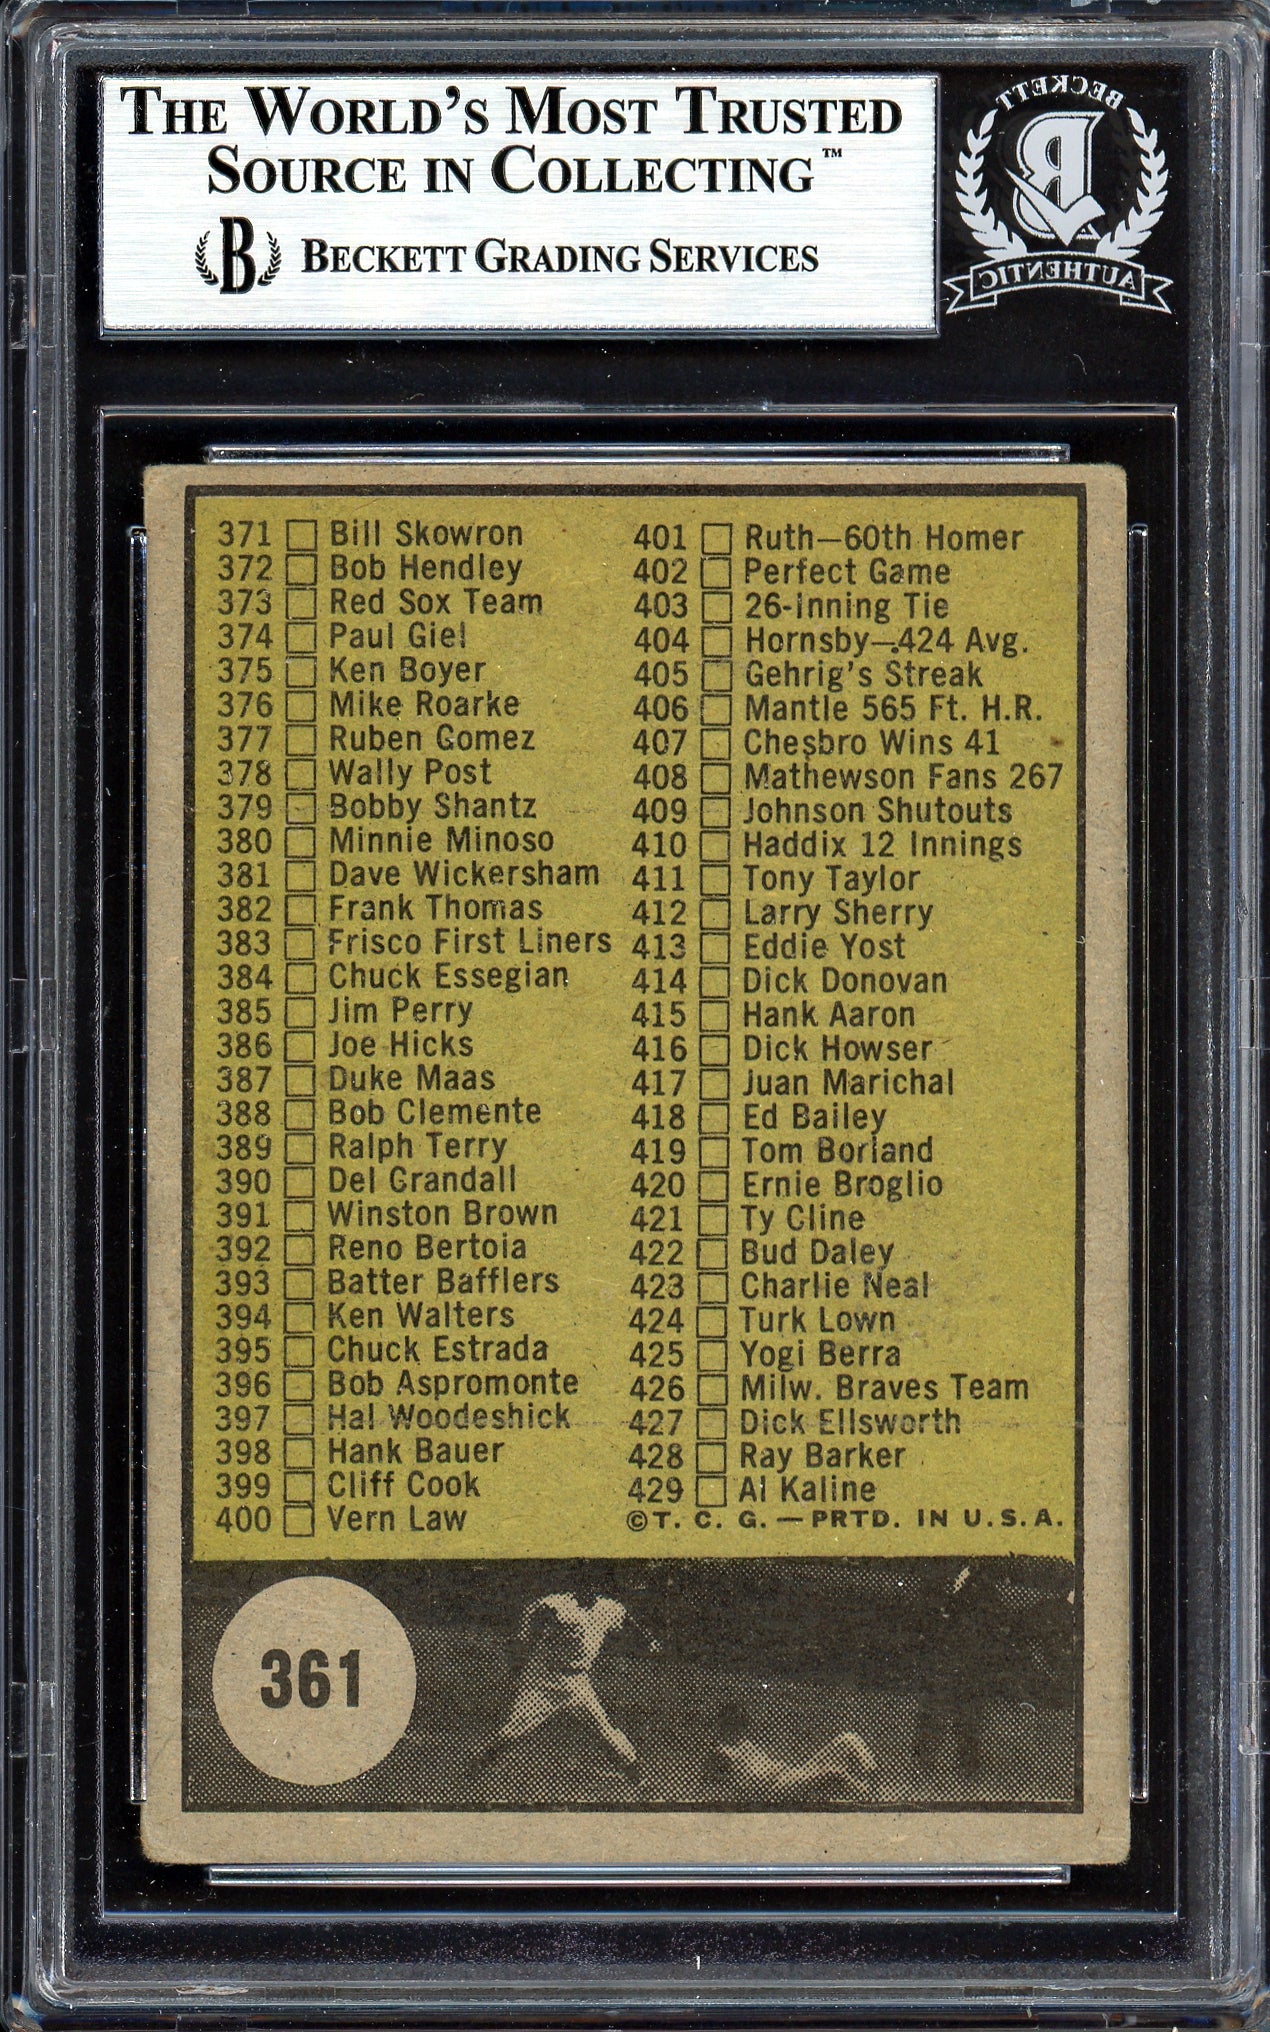 THE WORLD'S MOST TRUSTED
SOURCE IN COLLECTING™
B BECKETT GRADING SERVICES
BECKETT
B
AUTHENTIC
371 Bill Skowron
372 Bob Hendley
373 Red Sox Team
374 Paul Giel
375 Ken Boyer
376 Mike Roarke
377 Ruben Gomez
378 Wally Post
379 Bobby Shantz
380 Minnie Minoso
381 Dave Wickersham
382 Frank Thomas
383 Frisco First Liners
384 Chuck Essegian
385 Jim Perry
386 Joe Hicks
387 Duke Maas
388 Bob Clemente
389 Ralph Terry
390 Del Crandall
391 Winston Brown
392 Reno Bertoia
393 Batter Bafflers
394 Ken Walters
395 Chuck Estrada
396 Bob Aspromonte
397 Hal Woodeshick
398 Hank Bauer
399 Cliff Cook
400 Vern Law
401 Ruth—60th Homer
402 Perfect Game
403 26-Inning Tie
404 Hornsby—.424 Avg.
405 Gehrig's Streak
406 Mantle 565 Ft. H.R.
407 Chesbro Wins 41
408 Mathewson Fans 267
409 Johnson Shutouts
410 Haddix 12 Innings
411 Tony Taylor
412 Larry Sherry
413 Eddie Yost
414 Dick Donovan
415 Hank Aaron
416 Dick Howser
417 Juan Marichal
418 Ed Bailey
419 Tom Borland
420 Ernie Broglio
421 Ty Cline
422 Bud Daley
423 Charlie Neal
424 Turk Lown
425 Yogi Berra
426 Milw. Braves Team
427 Dick Ellsworth
428 Ray Barker
429 Al Kaline
©T. C. G.—PRTD. IN U.S.A.
361